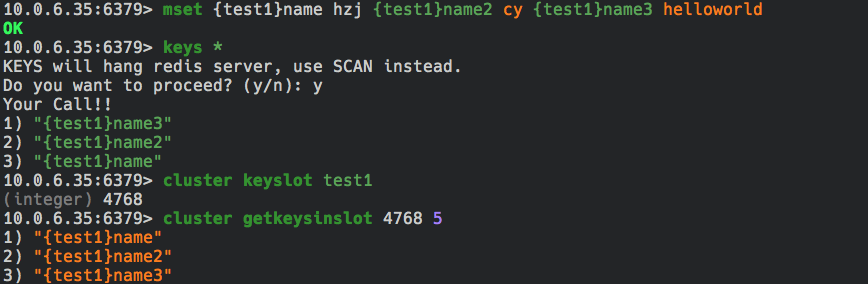 10.0.6.35:6379> mset {test1}name hzj {test1}name2 cy {test1}name3 helloworld
OK
10.0.6.35:6379> keys *
KEYS will hang redis server, use SCAN instead.
Do you want to proceed? (y/n): y
Your Call!!
1) "{test1}name3"
2) "{test1}name2"
3) "{test1}name"
10.0.6.35:6379> cluster keyslot test1
(integer) 4768
10.0.6.35:6379> cluster getkeysinslot 4768 5
1) "{test1}name"
2) "{test1}name2"
3) "{test1}name3"